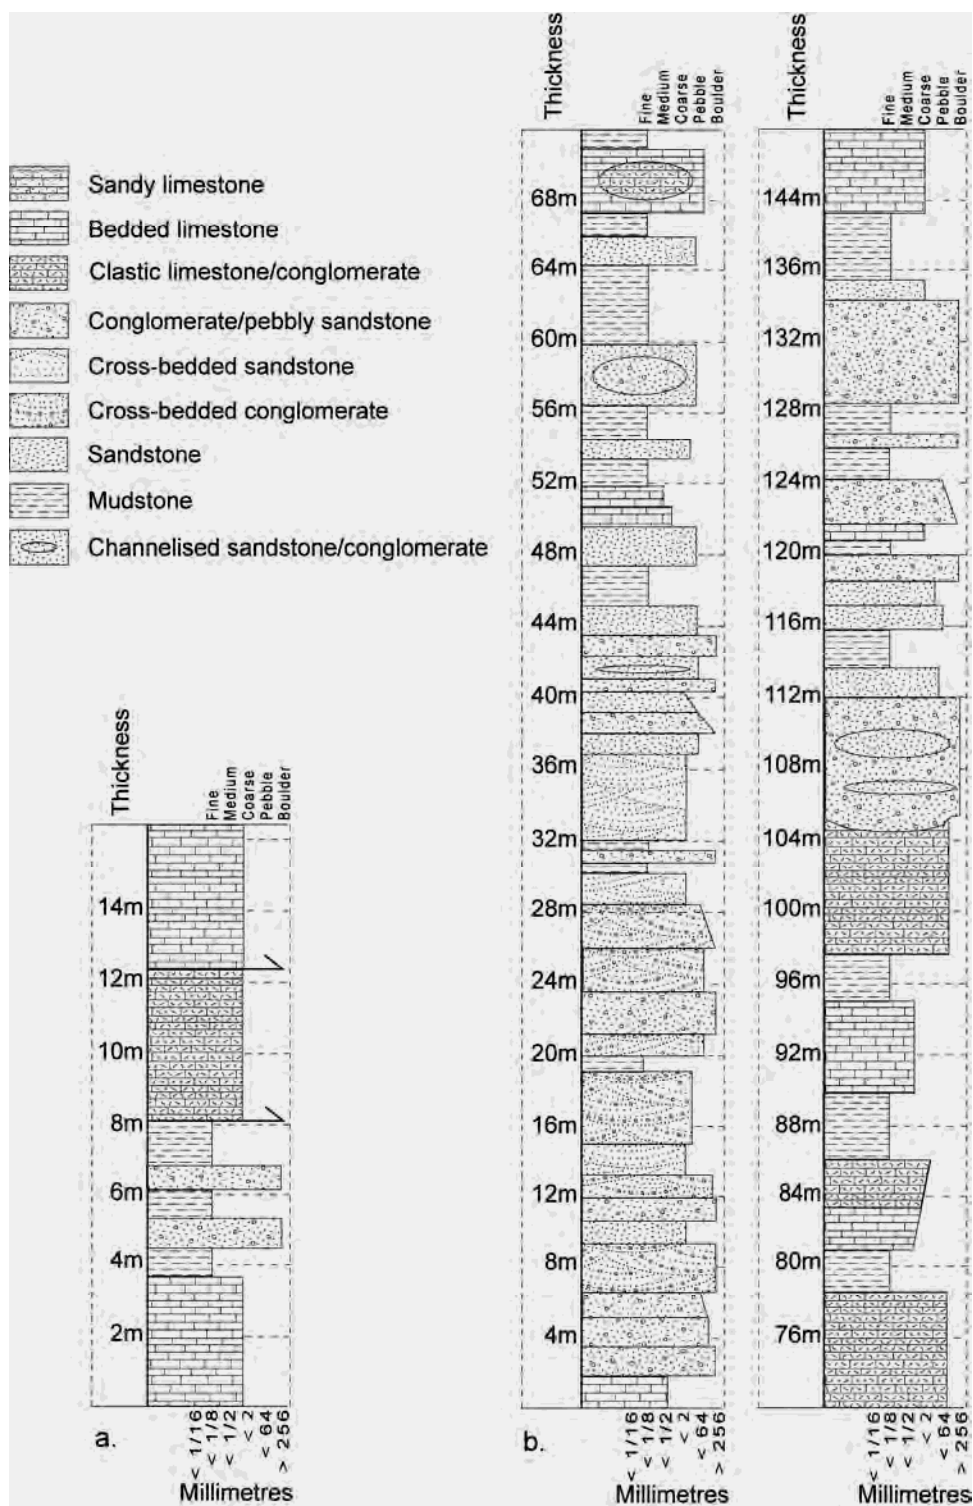 Sandy limestone
Bedded limestone
Clastic limestone/conglomerate
Conglomerate/pebbly sandstone
Cross-bedded sandstone
Cross-bedded conglomerate
Sandstone
Mudstone
Channelised sandstone/conglomerate
Thickness
Fine
Medium
Coarse
Pebble
Boulder
14m
12m
10m
8m
6m
4m
2m
a.
< 1/16
< 1/8
< 1/2
< 2
< 64
> 256
Millimetres
Thickness
Fine
Medium
Coarse
Pebble
Boulder
68m
64m
60m
56m
52m
48m
44m
40m
36m
32m
28m
24m
20m
16m
12m
8m
4m
b.
< 1/16
< 1/8
< 1/2
< 2
< 64
> 256
Millimetres
Thickness
Fine
Medium
Coarse
Pebble
Boulder
144m
136m
132m
128m
124m
120m
116m
112m
108m
104m
100m
96m
92m
88m
84m
80m
76m
< 1/16
< 1/8
< 1/2
< 2
< 64
> 256
Millimetres